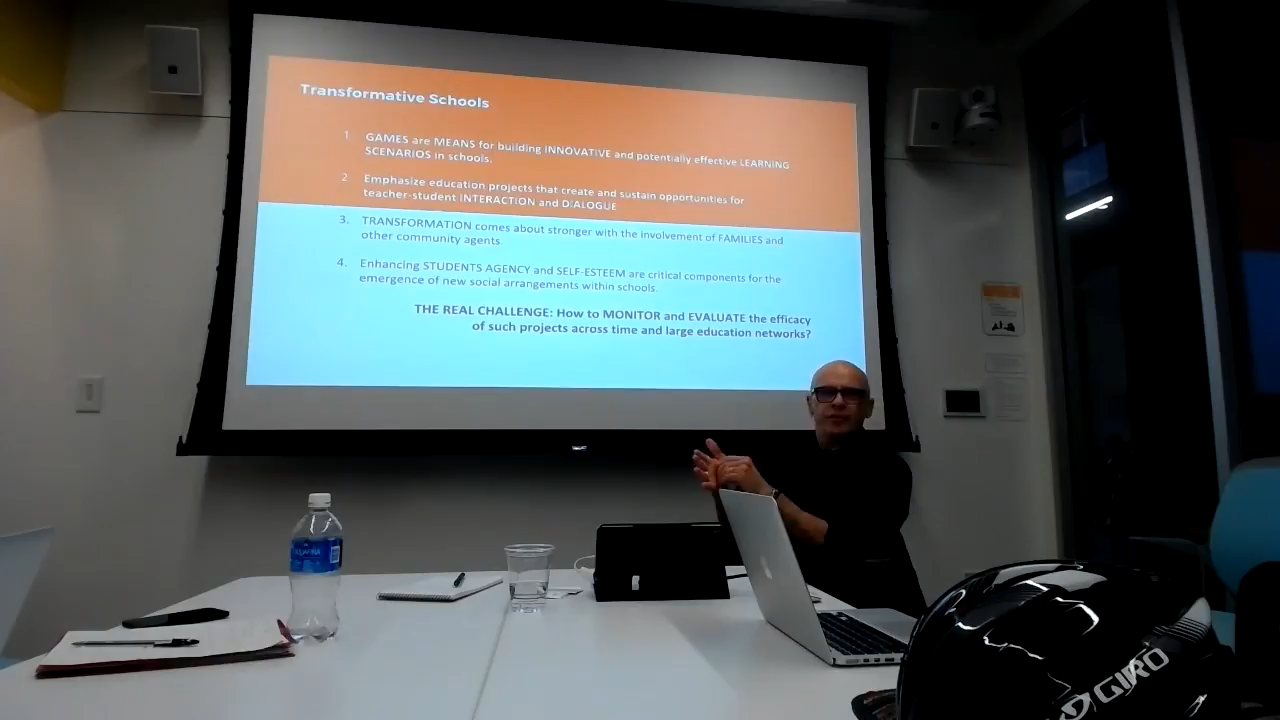 Transformative Schools
1. GAMES are MEANS for building INNOVATIVE and potentially effective LEARNING
SCENARIOS in schools.
2 Emphasize education projects that create and sustain opportunities for
teacher-student INTERACTION and DIALOGUE
3. TRANSFORMATION comes about stronger with the involvement of FAMILIES and
other community agents.
4. Enhancing STUDENTS AGENCY and SELF-ESTEEM are critical components for the
emergence of new social arrangements within schools.
THE REAL CHALLENGE: How to MONITOR and EVALUATE the efficacy
of such projects across time and large education networks?
AQUAFINA
GIRO